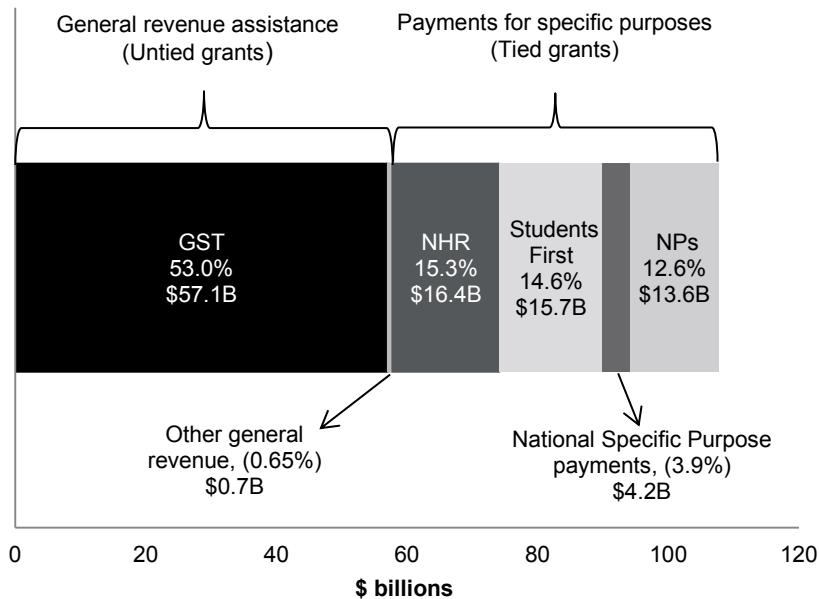 General revenue assistance
(Untied grants)
Payments for specific purposes
(Tied grants)
GST
53.0%
$57.1B
NHR
15.3%
$16.4B
Students
First
14.6%
$15.7B
NPs
12.6%
$13.6B
Other general
revenue, (0.65%)
$0.7B
National Specific Purpose
payments, (3.9%)
$4.2B
0 20 40 60 80 100 120
$ billions